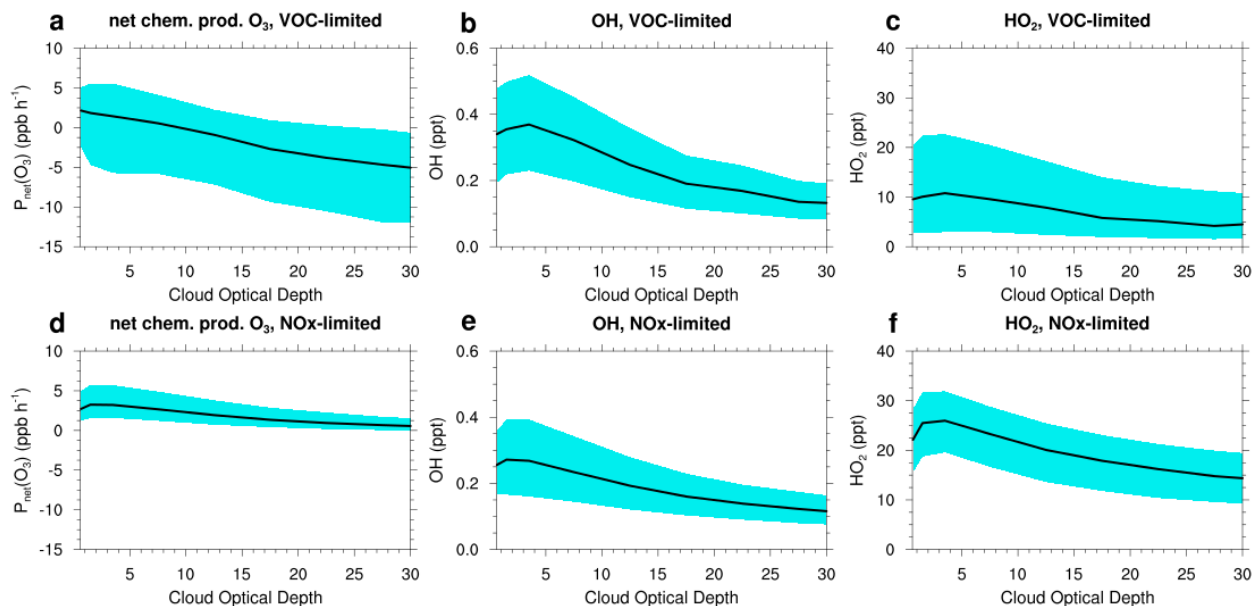 a net chem. prod. O₃, VOC-limited
P_net(O₃) (ppb h⁻¹)
10
5
0
-5
-10
-15
5 10 15 20 25 30
Cloud Optical Depth
b OH, VOC-limited
OH (ppt)
0.6
0.4
0.2
0.0
5 10 15 20 25 30
Cloud Optical Depth
c HO₂, VOC-limited
HO₂ (ppt)
40
30
20
10
0
5 10 15 20 25 30
Cloud Optical Depth
d net chem. prod. O₃, NOx-limited
P_net(O₃) (ppb h⁻¹)
10
5
0
-5
-10
-15
5 10 15 20 25 30
Cloud Optical Depth
e OH, NOx-limited
OH (ppt)
0.6
0.4
0.2
0.0
5 10 15 20 25 30
Cloud Optical Depth
f HO₂, NOx-limited
HO₂ (ppt)
40
30
20
10
0
5 10 15 20 25 30
Cloud Optical Depth